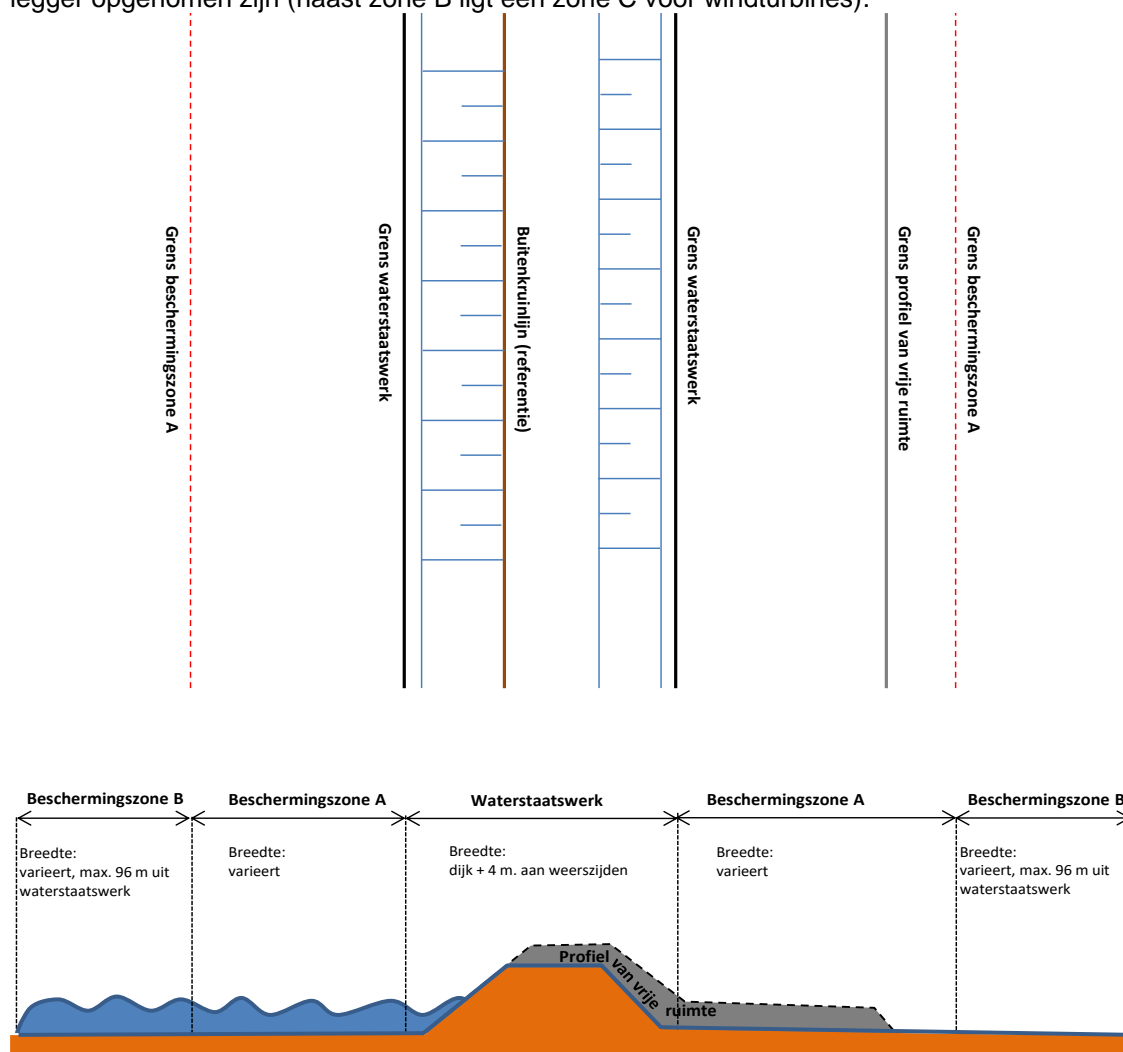 legger opgenomen zijn (naast zone B ligt een zone C voor windturbines).
Grens beschermingszone A
Grens waterstaatswerk
Buitenkruinlijn (referentie)
Grens waterstaatswerk
Grens profiel van vrije ruimte
Grens beschermingszone A
Beschermingszone B
Beschermingszone A
Waterstaatswerk
Beschermingszone A
Beschermingszone B
Breedte:
varieert, max. 96 m uit
waterstaatswerk
Breedte:
varieert
Breedte:
dijk + 4 m. aan weerszijden
Breedte:
varieert
Breedte:
varieert, max. 96 m uit
waterstaatswerk
Profiel van vrije ruimte